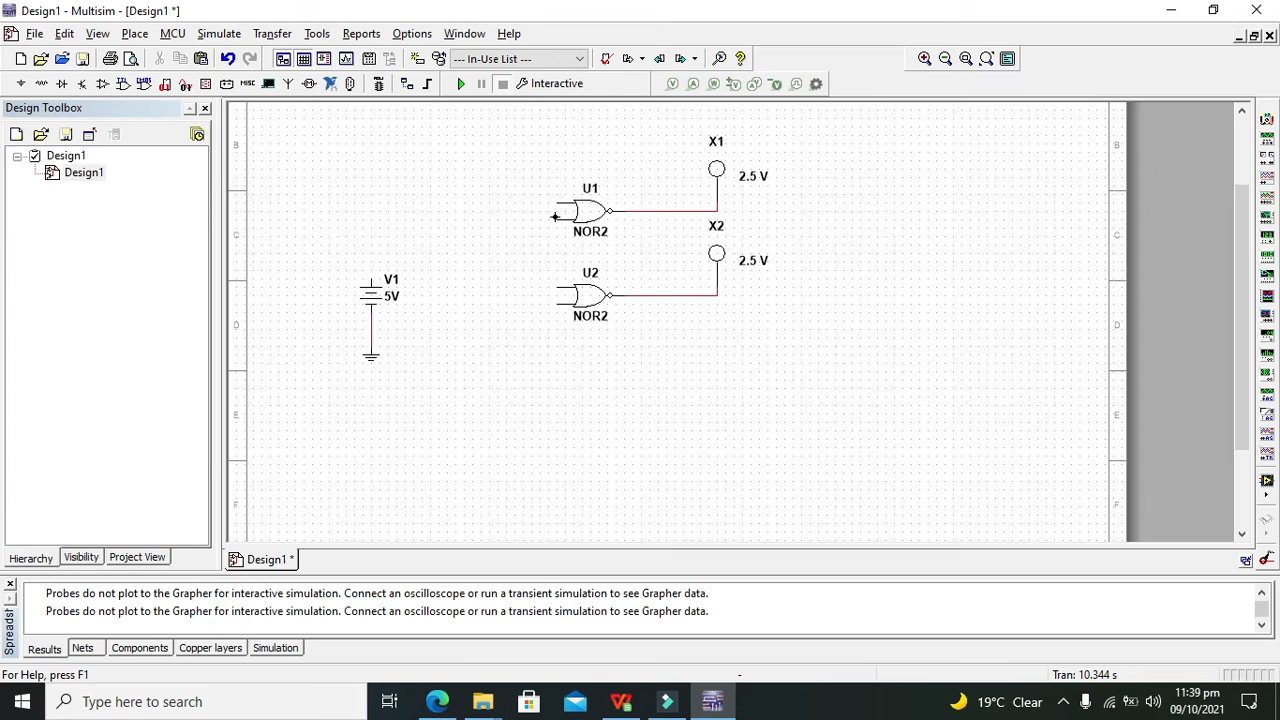 Design1 - Multisim - [Design1 *]
File Edit View Place MCU Simulate Transfer Tools Reports Options Window Help
--- In-Use List ---
Interactive
Design Toolbox
Design1
Design1
B
C
D
E
F
B
C
D
E
F
X1
2.5 V
U1
NOR2
X2
2.5 V
U2
NOR2
V1
5V
Hierarchy Visibility Project View
Design1 *
Spreadst
Probes do not plot to the Grapher for interactive simulation. Connect an oscilloscope or run a transient simulation to see Grapher data.
Probes do not plot to the Grapher for interactive simulation. Connect an oscilloscope or run a transient simulation to see Grapher data.
Results Nets Components Copper layers Simulation
For Help, press F1
-
Tran: 10.344 s
Type here to search
19°C Clear
11:39 pm
09/10/2021